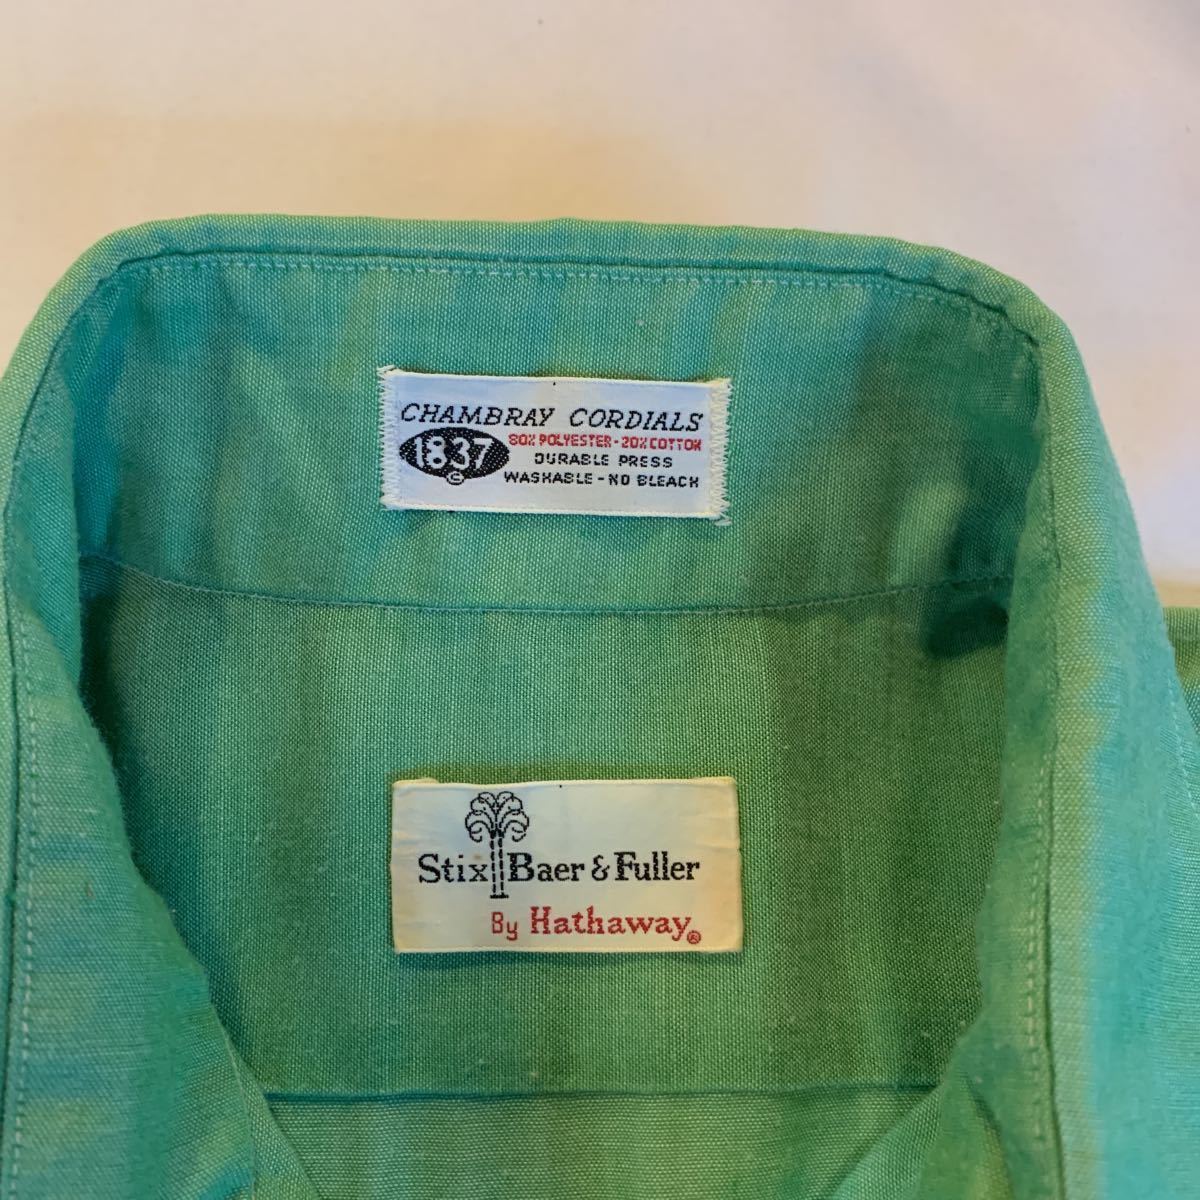 CHAMBRAY CORDIALS
1837
©
80% POLYESTER - 20% COTTON
DURABLE PRESS
WASHABLE - NO BLEACH
Stix Baer & Fuller
By Hathaway®